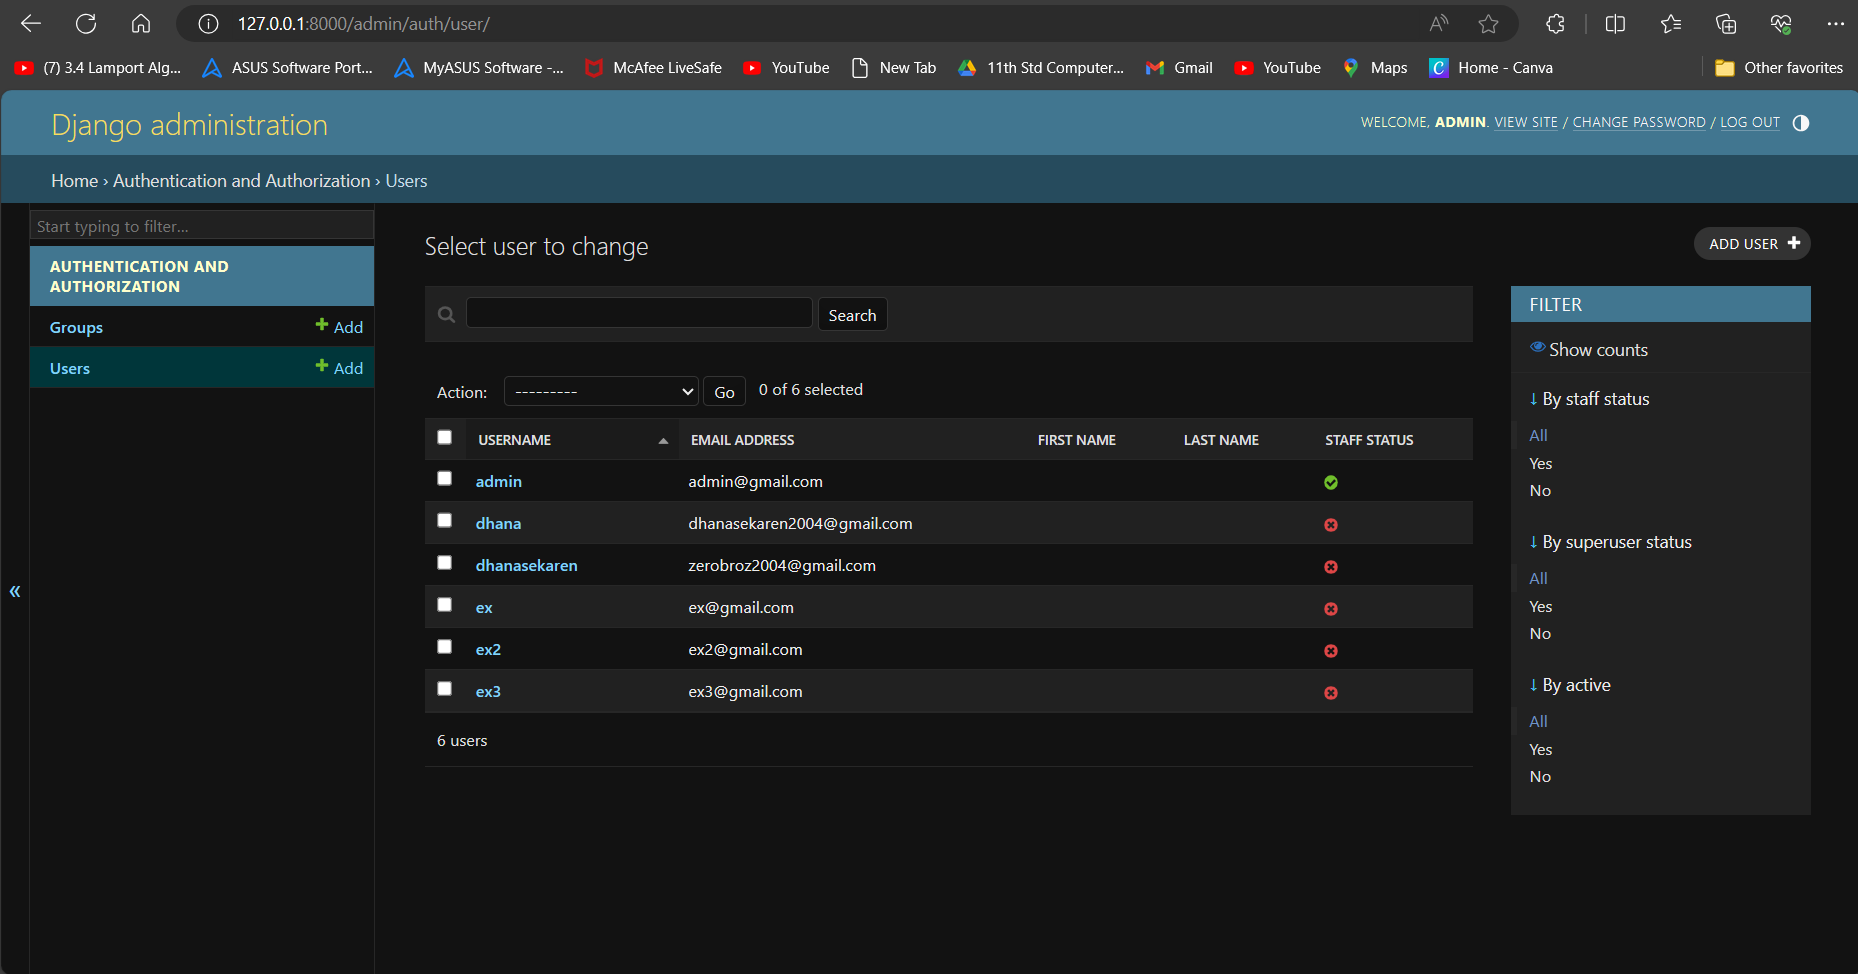 127.0.0.1:8000/admin/auth/user/
(7) 3.4 Lamport Alg... ASUS Software Port... MyASUS Software -... McAfee LiveSafe YouTube New Tab 11th Std Computer... Gmail YouTube Maps Home - Canva Other favorites
Django administration
WELCOME, ADMIN. VIEW SITE / CHANGE PASSWORD / LOG OUT
Home › Authentication and Authorization › Users
Start typing to filter...
AUTHENTICATION AND
AUTHORIZATION
Groups + Add
Users + Add
«
Select user to change
ADD USER +
Search
Action: --------- Go 0 of 6 selected
USERNAME EMAIL ADDRESS FIRST NAME LAST NAME STAFF STATUS
admin admin@gmail.com
dhana dhanasekaren2004@gmail.com
dhanasekaren zerobroz2004@gmail.com
ex ex@gmail.com
ex2 ex2@gmail.com
ex3 ex3@gmail.com
6 users
FILTER
Show counts
↓ By staff status
All
Yes
No
↓ By superuser status
All
Yes
No
↓ By active
All
Yes
No